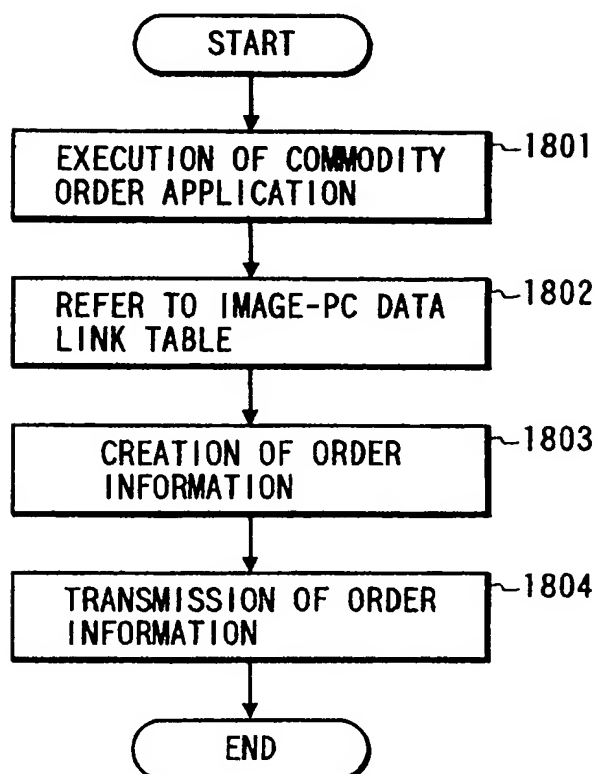 START
EXECUTION OF COMMODITY
ORDER APPLICATION
1801
REFER TO IMAGE-PC DATA
LINK TABLE
1802
CREATION OF ORDER
INFORMATION
1803
TRANSMISSION OF ORDER
INFORMATION
1804
END